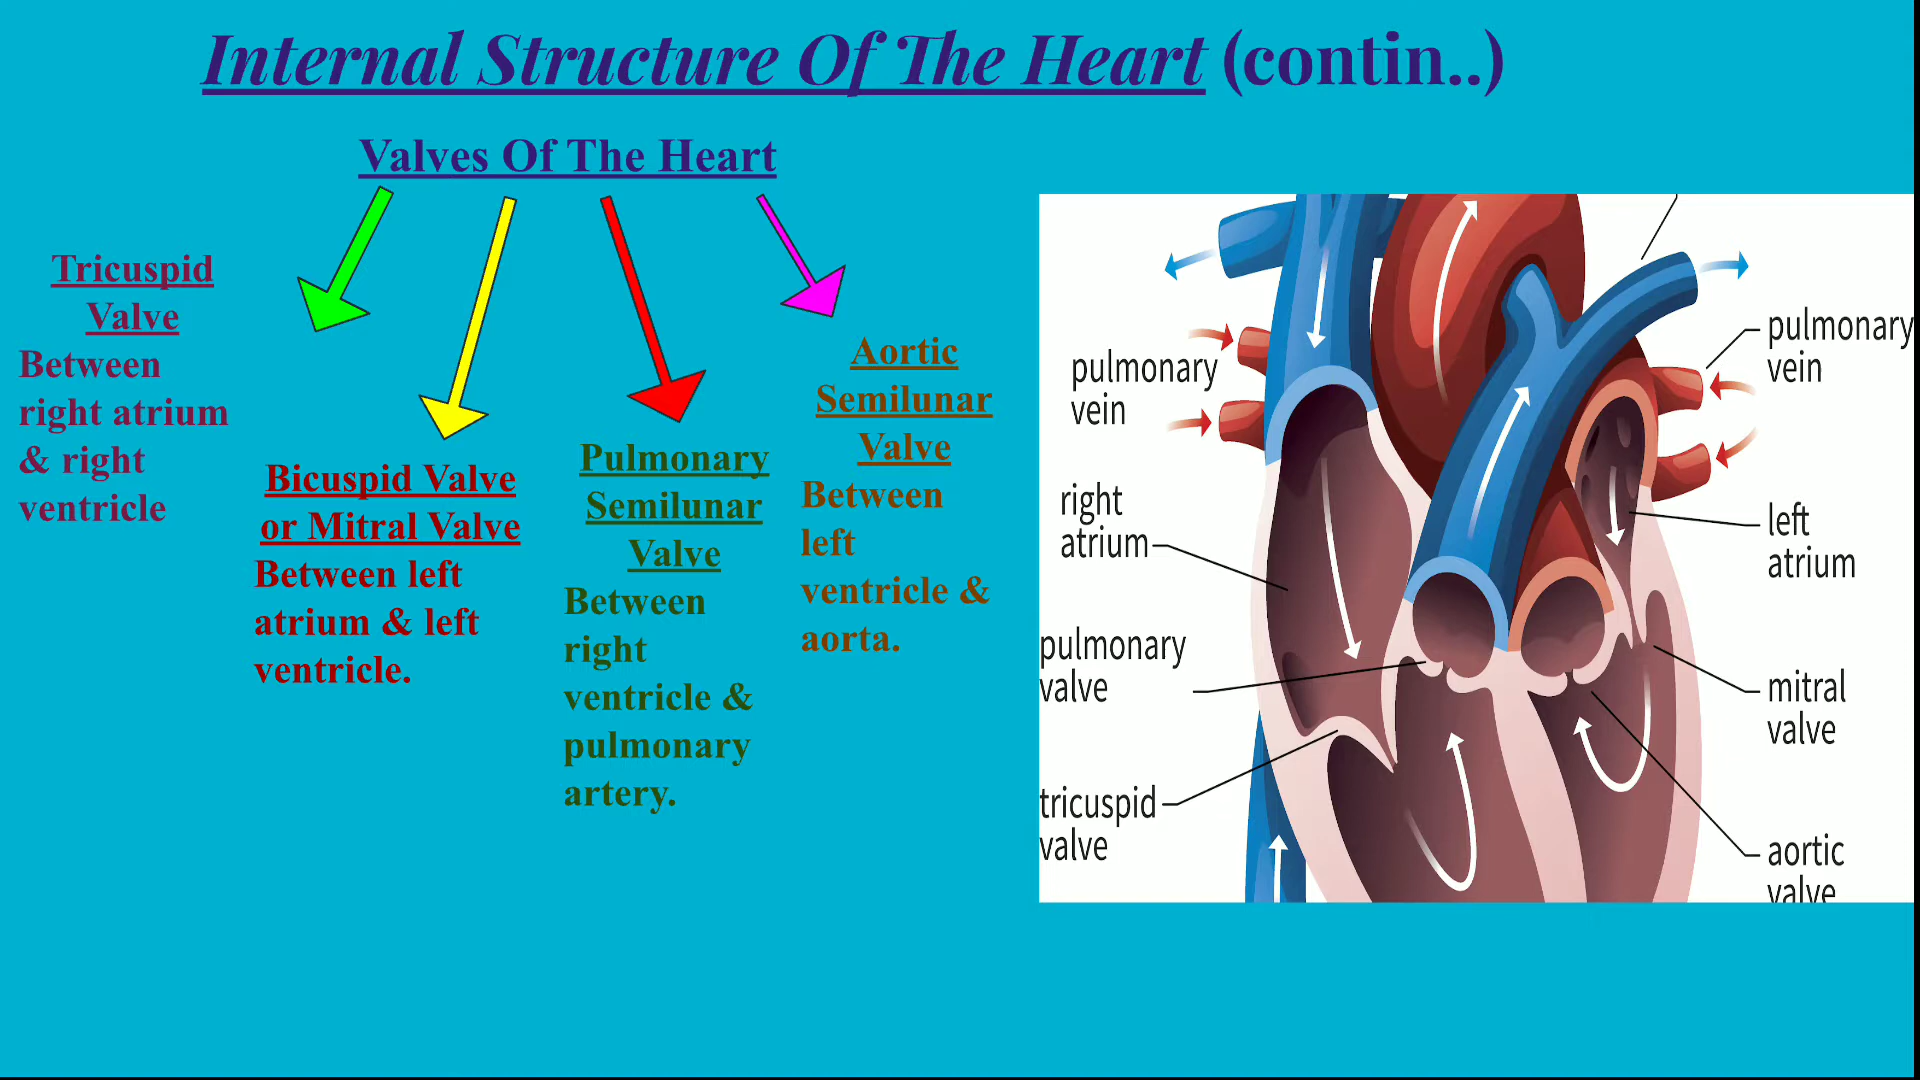 Internal Structure Of The Heart (contin..)
Valves Of The Heart
Tricuspid
Valve
Between
right atrium
& right
ventricle
Bicuspid Valve
or Mitral Valve
Between left
atrium & left
ventricle.
Pulmonary
Semilunar
Valve
Between
right
ventricle &
pulmonary
artery.
Aortic
Semilunar
Valve
Between
left
ventricle &
aorta.
pulmonary
vein
right
atrium
pulmonary
valve
tricuspid
valve
pulmonary
vein
left
atrium
mitral
valve
aortic
valve